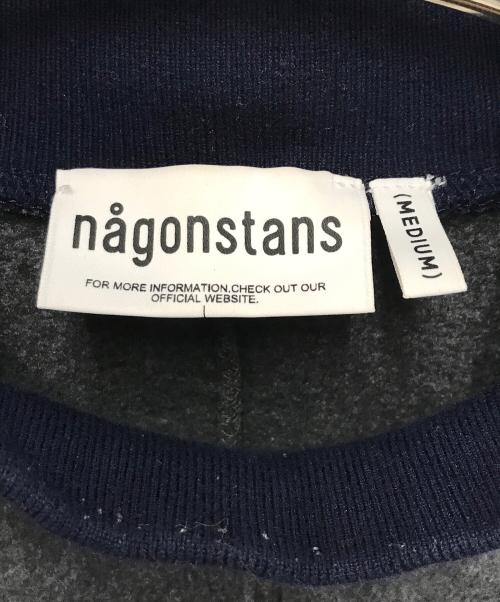 någonstans
FOR MORE INFORMATION,CHECK OUT OUR
OFFICIAL WEBSITE.
(MEDIUM)